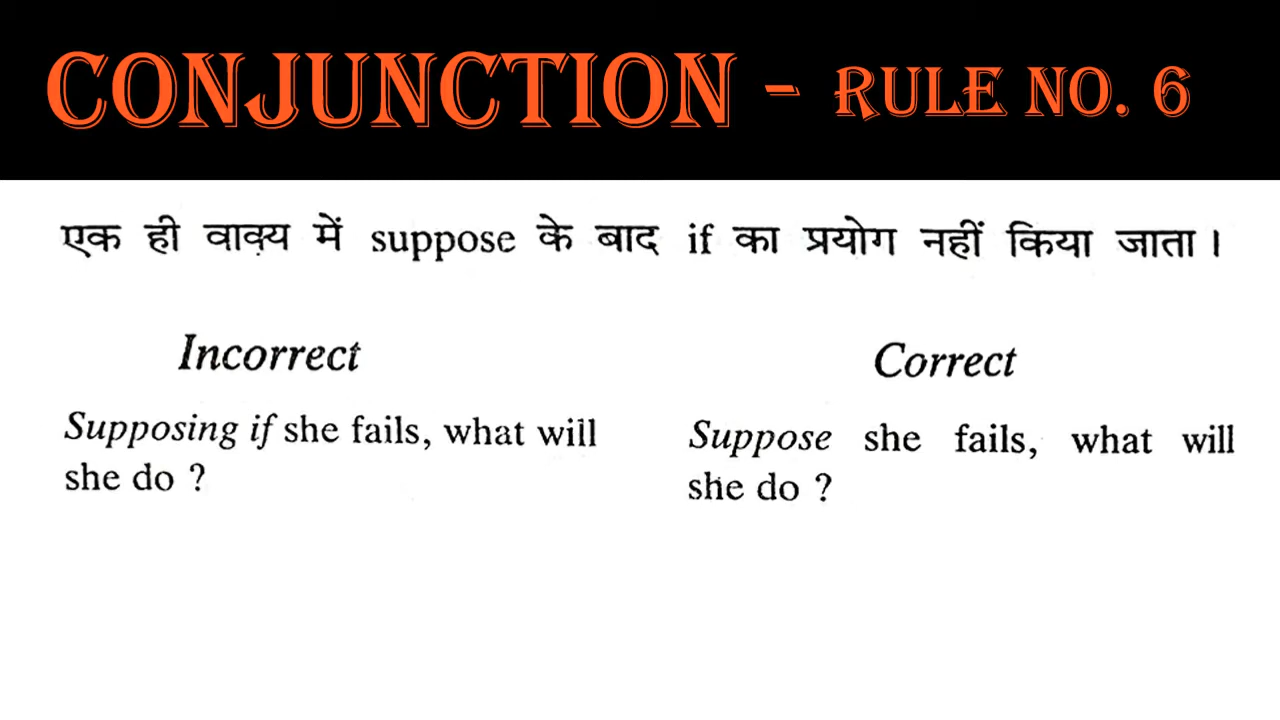 CONJUNCTION - RULE NO. 6
एक ही वाक्य में suppose के बाद if का प्रयोग नहीं किया जाता ।
Incorrect
Supposing if she fails, what will
she do ?
Correct
Suppose she fails, what will
she do ?